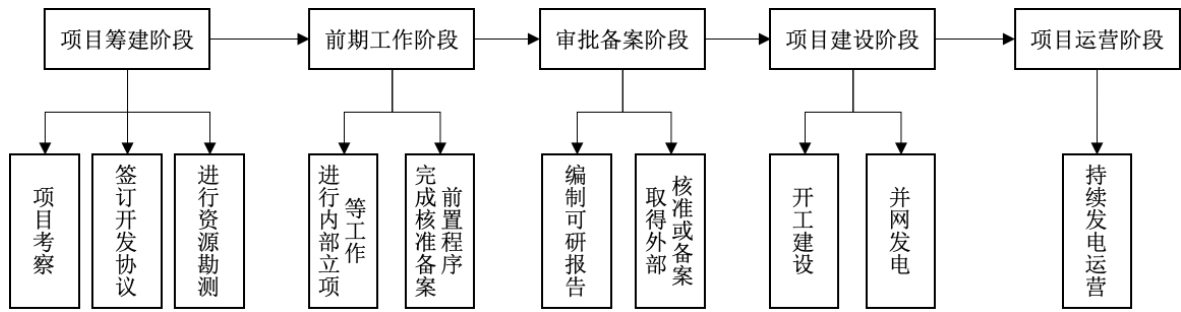 项目筹建阶段
前期工作阶段
审批备案阶段
项目建设阶段
项目运营阶段
项目考察
签订开发协议
进行资源勘测
进行内部立项
等工作
完成核准备案
前置程序
编制可研报告
取得外部
核准或备案
开工建设
并网发电
持续发电运营